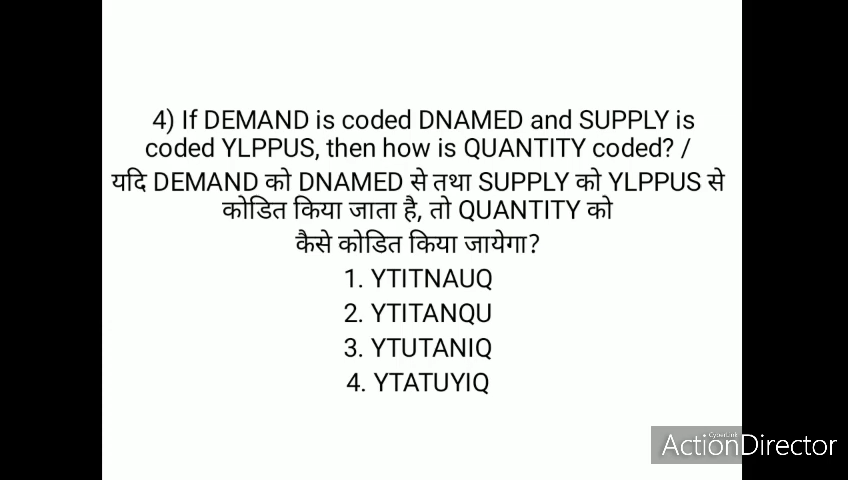 4) If DEMAND is coded DNAMED and SUPPLY is
coded YLPPUS, then how is QUANTITY coded? /
यदि DEMAND को DNAMED से तथा SUPPLY को YLPPUS से
कोडित किया जाता है, तो QUANTITY को
कैसे कोडित किया जायेगा?
1. YTITNAUQ
2. YTITANQU
3. YTUTANIQ
4. YTATUYIQ
CyberLink
ActionDirector